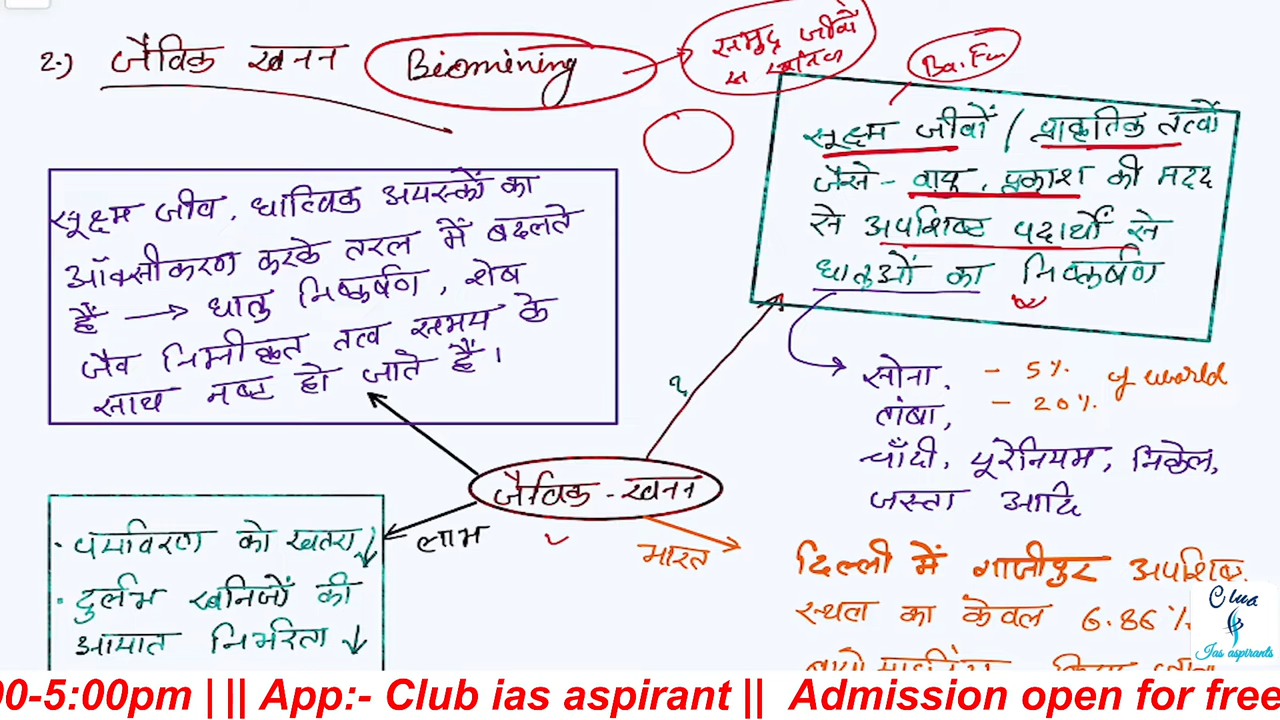 2.) जैविक खनन Biomining
समुद्र जीवों
Ba. Fun
सूक्ष्म जीवों / प्राकृतिक तत्वों
जैसे - वायु, प्रकाश की मदद
से अपशिष्ट पदार्थों से
धातुओं का निष्कर्षण
सूक्ष्म जीव, धात्विक अयस्कों का
ऑक्सीकरण करके तरल में बदलते
हैं → धातु निष्कर्षण, शेष
जैव निम्नीकृत तत्व समय के
साथ नष्ट हो जाते हैं।
सोना, - 5% of world
तांबा, - 20%
चाँदी, यूरेनियम, निकेल,
जस्ता आदि
जैविक - खनन
लाभ
भारत
• पर्यावरण को खतरा ↓
• दुर्लभ खनिजों की
आयात निर्भरता ↓
दिल्ली में गाजीपुर अपशिष्ट
स्थल का केवल 6.86%
Club
Ias aspirants
00-5:00pm | || App:- Club ias aspirant || Admission open for free